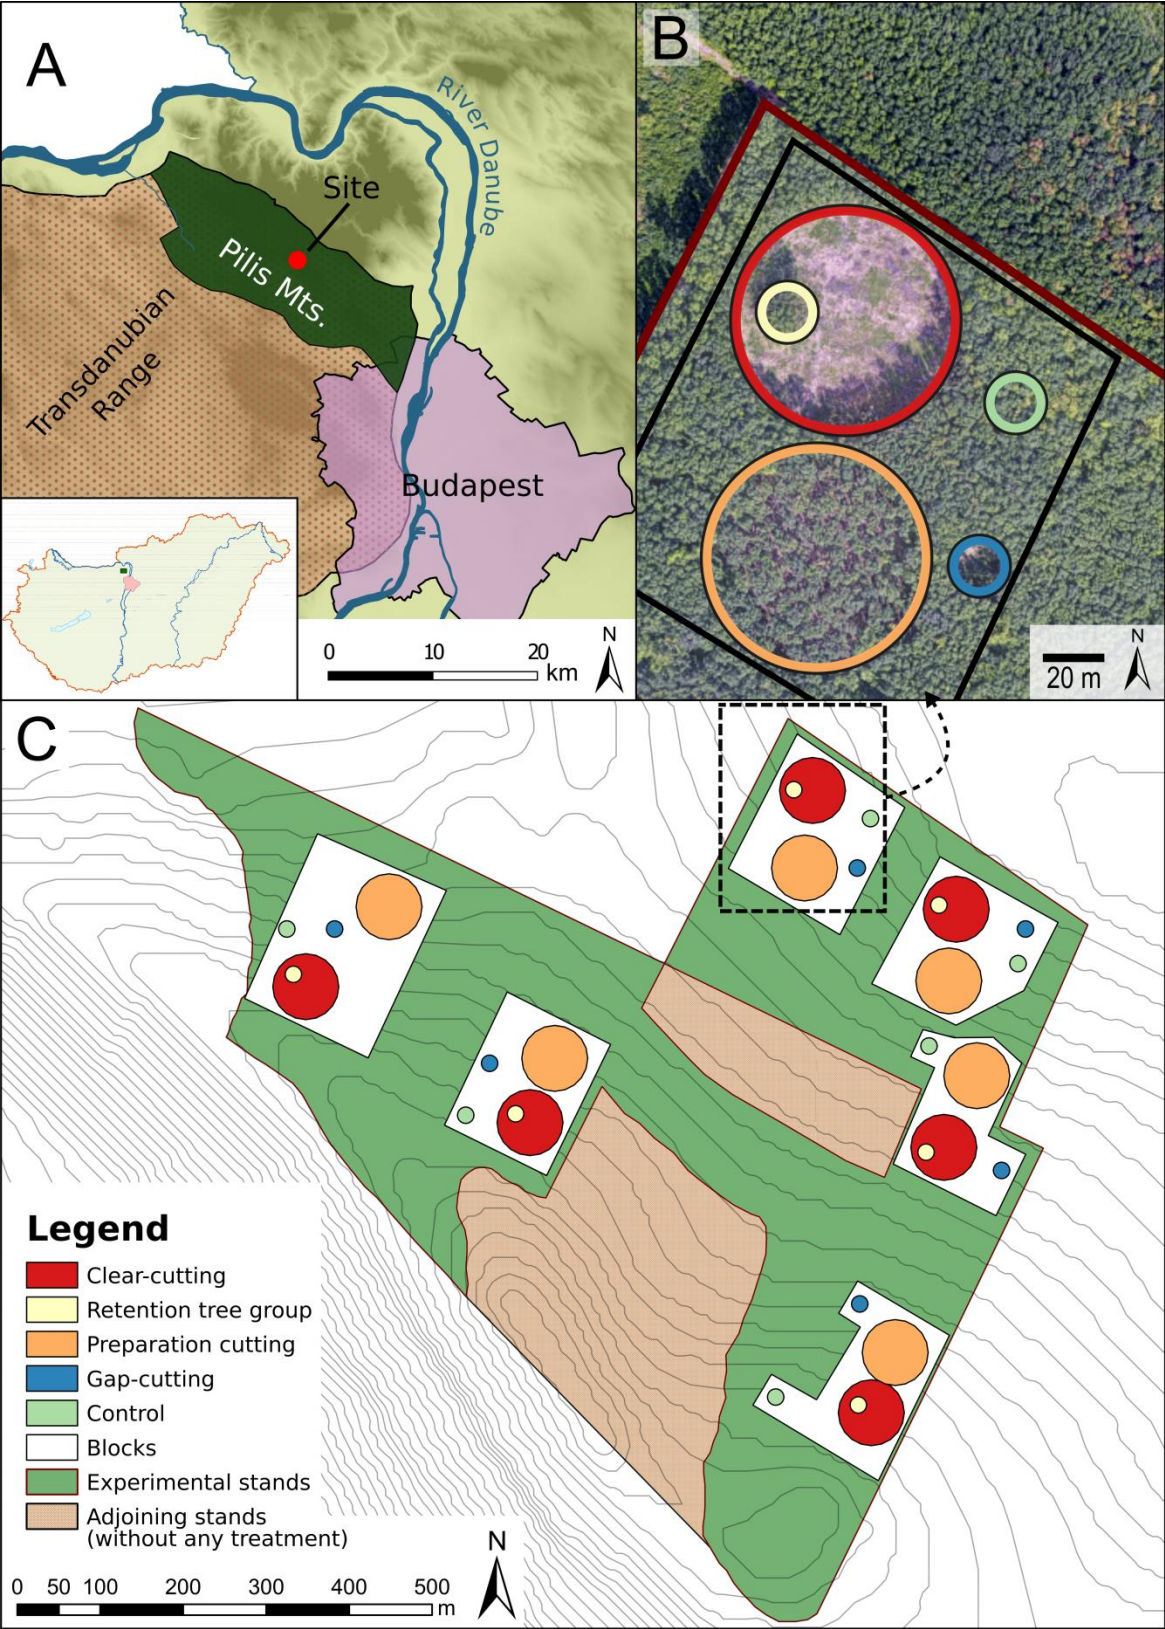 A
River Danube
Site
Pilis Mts.
Transdanubian
Range
Budapest
0 10 20
km
N
B
20 m
N
C
Legend
Clear-cutting
Retention tree group
Preparation cutting
Gap-cutting
Control
Blocks
Experimental stands
Adjoining stands
(without any treatment)
N
0 50 100 200 300 400 500
m